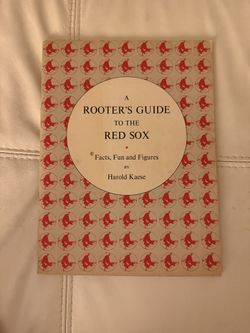 A
ROOTER'S GUIDE
TO THE
RED SOX
Facts, Fun and Figures
BY
Harold Kaese